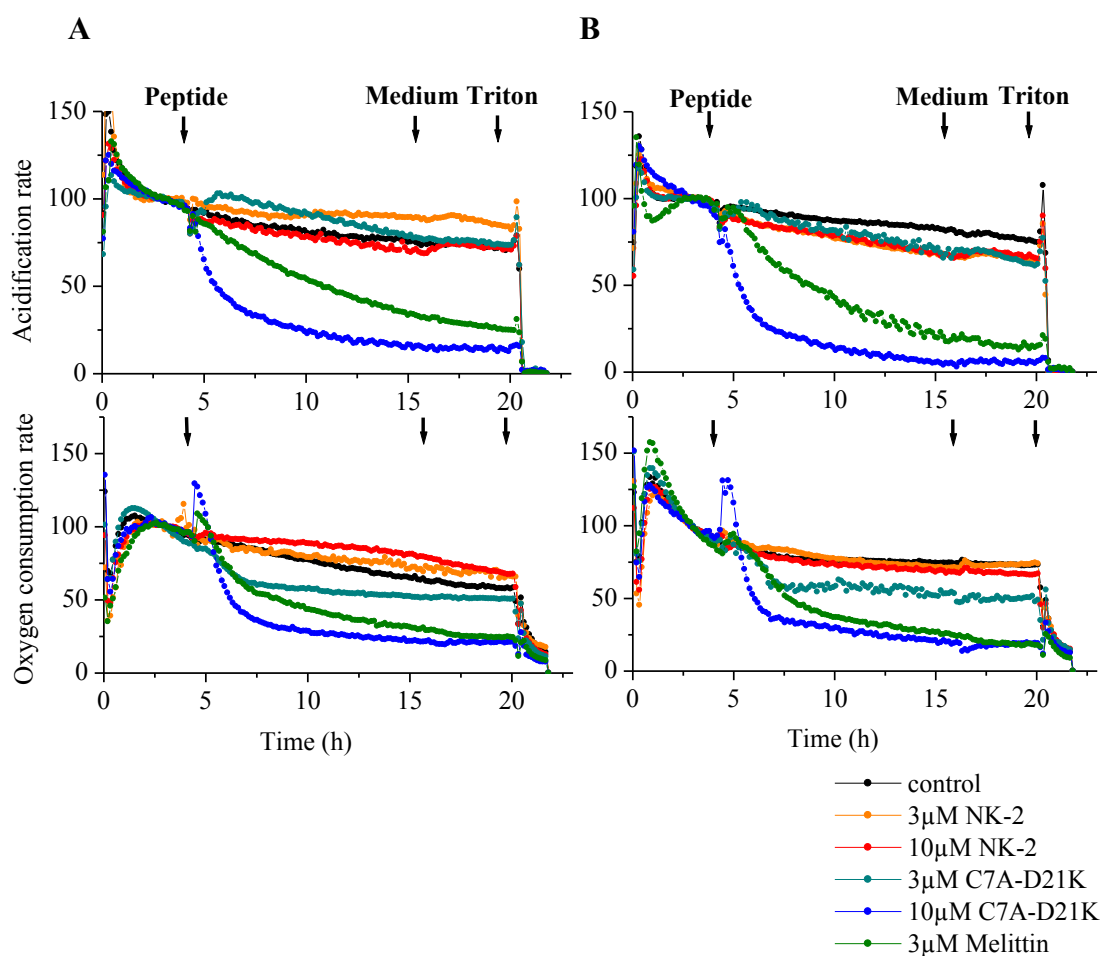 A
B
Peptide
Medium Triton
Peptide
Medium
Triton
150
100
50
0
0
5
10
15
20
Acidification rate
150
100
50
0
0
5
10
15
20
150
100
50
0
0
5
10
15
20
Oxygen consumption rate
Time (h)
150
100
50
0
0
5
10
15
20
Time (h)
control
3µM NK-2
10µM NK-2
3µM C7A-D21K
10µM C7A-D21K
3µM Melittin